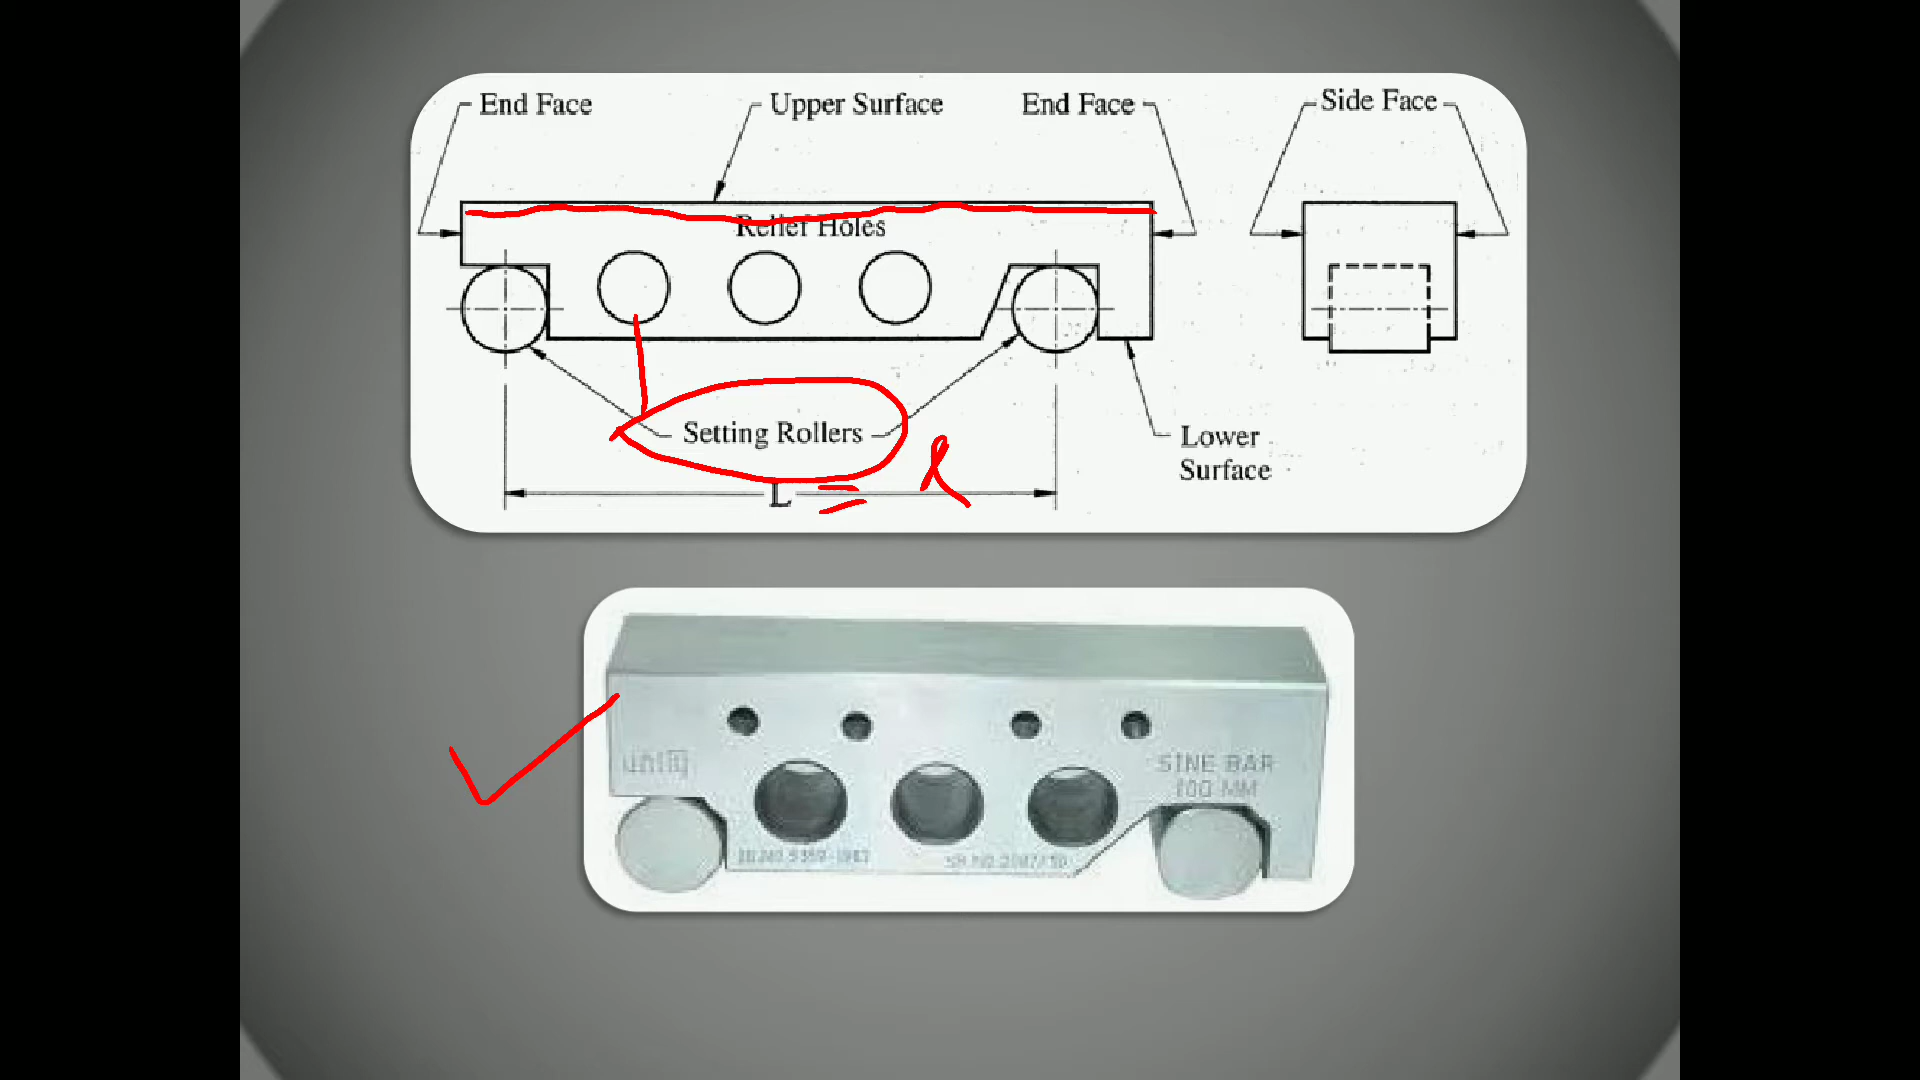 End Face
Upper Surface
End Face
Side Face
Relief Holes
Setting Rollers
Lower
Surface
L = l
SINE BAR
100 MM